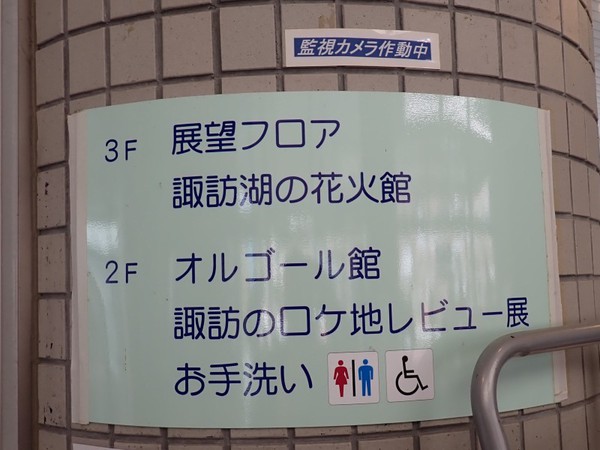 監視カメラ作動中
3F 展望フロア
諏訪湖の花火館
2F オルゴール館
諏訪のロケ地レビュー展
お手洗い